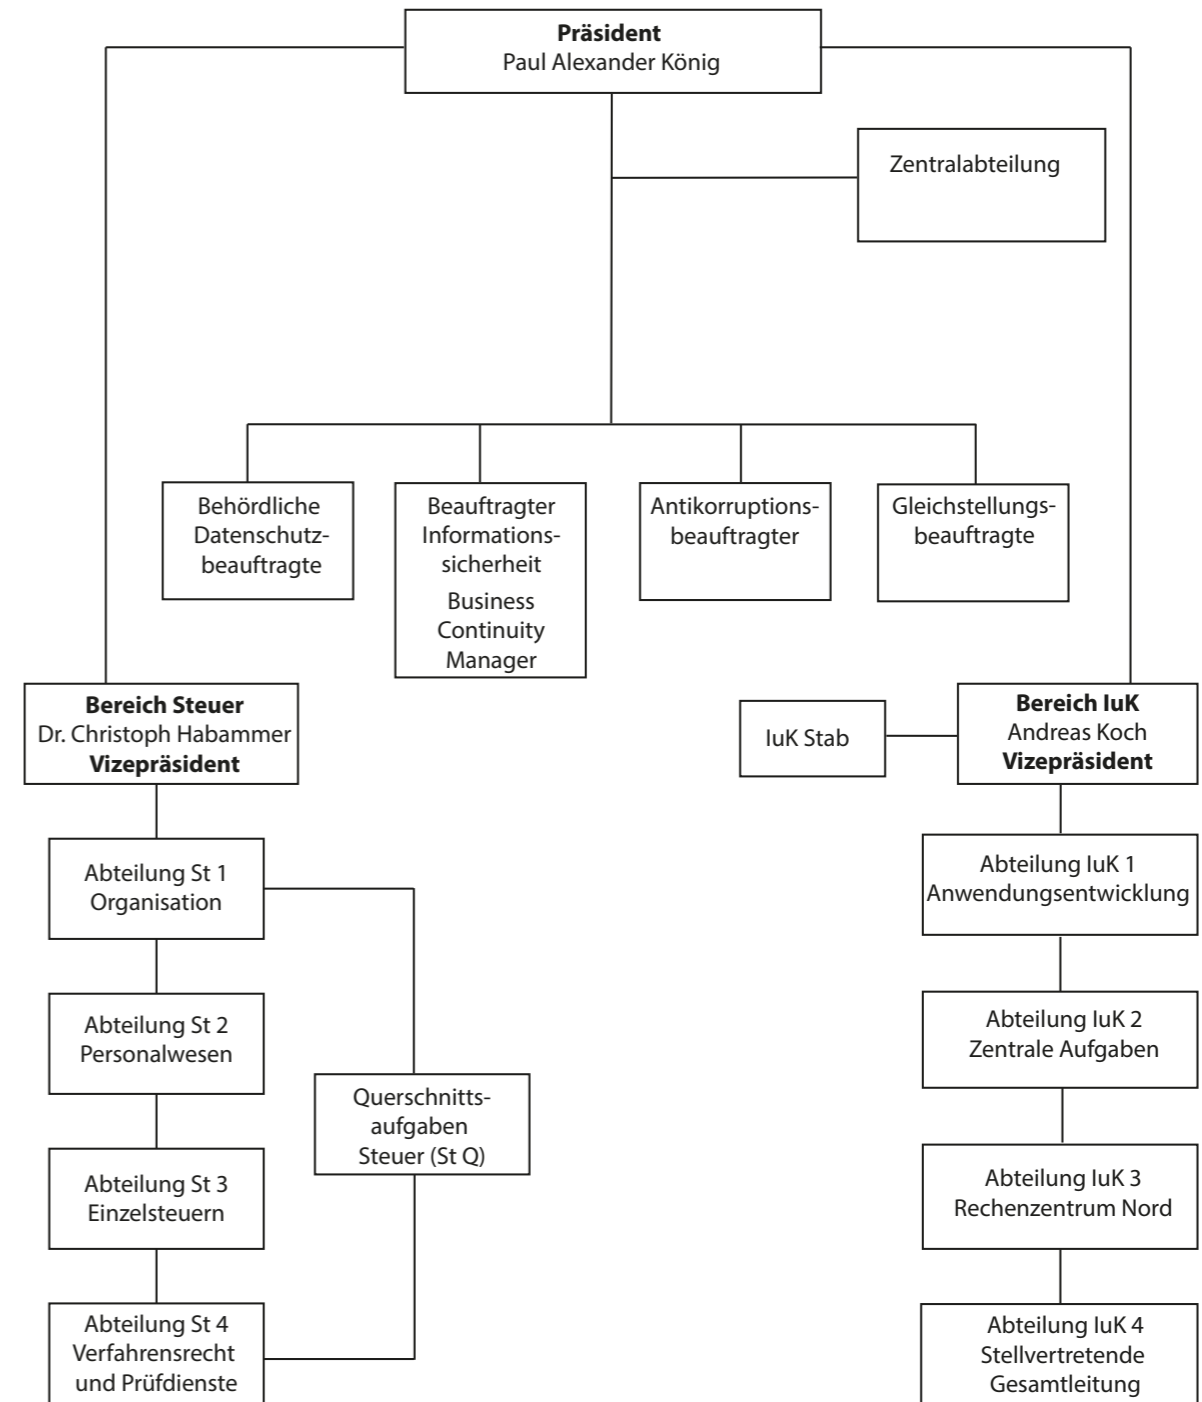 Präsident
Paul Alexander König
Zentralabteilung
Behördliche
Datenschutz-
beauftragte
Beauftragter
Informations-
sicherheit
Business
Continuity
Manager
Antikorruptions-
beauftragter
Gleichstellungs-
beauftragte
Bereich Steuer
Dr. Christoph Habammer
Vizepräsident
IuK Stab
Bereich IuK
Andreas Koch
Vizepräsident
Abteilung St 1
Organisation
Abteilung St 2
Personalwesen
Abteilung St 3
Einzelsteuern
Abteilung St 4
Verfahrensrecht
und Prüfdienste
Querschnitts-
aufgaben
Steuer (St Q)
Abteilung IuK 1
Anwendungsentwicklung
Abteilung IuK 2
Zentrale Aufgaben
Abteilung IuK 3
Rechenzentrum Nord
Abteilung IuK 4
Stellvertretende
Gesamtleitung